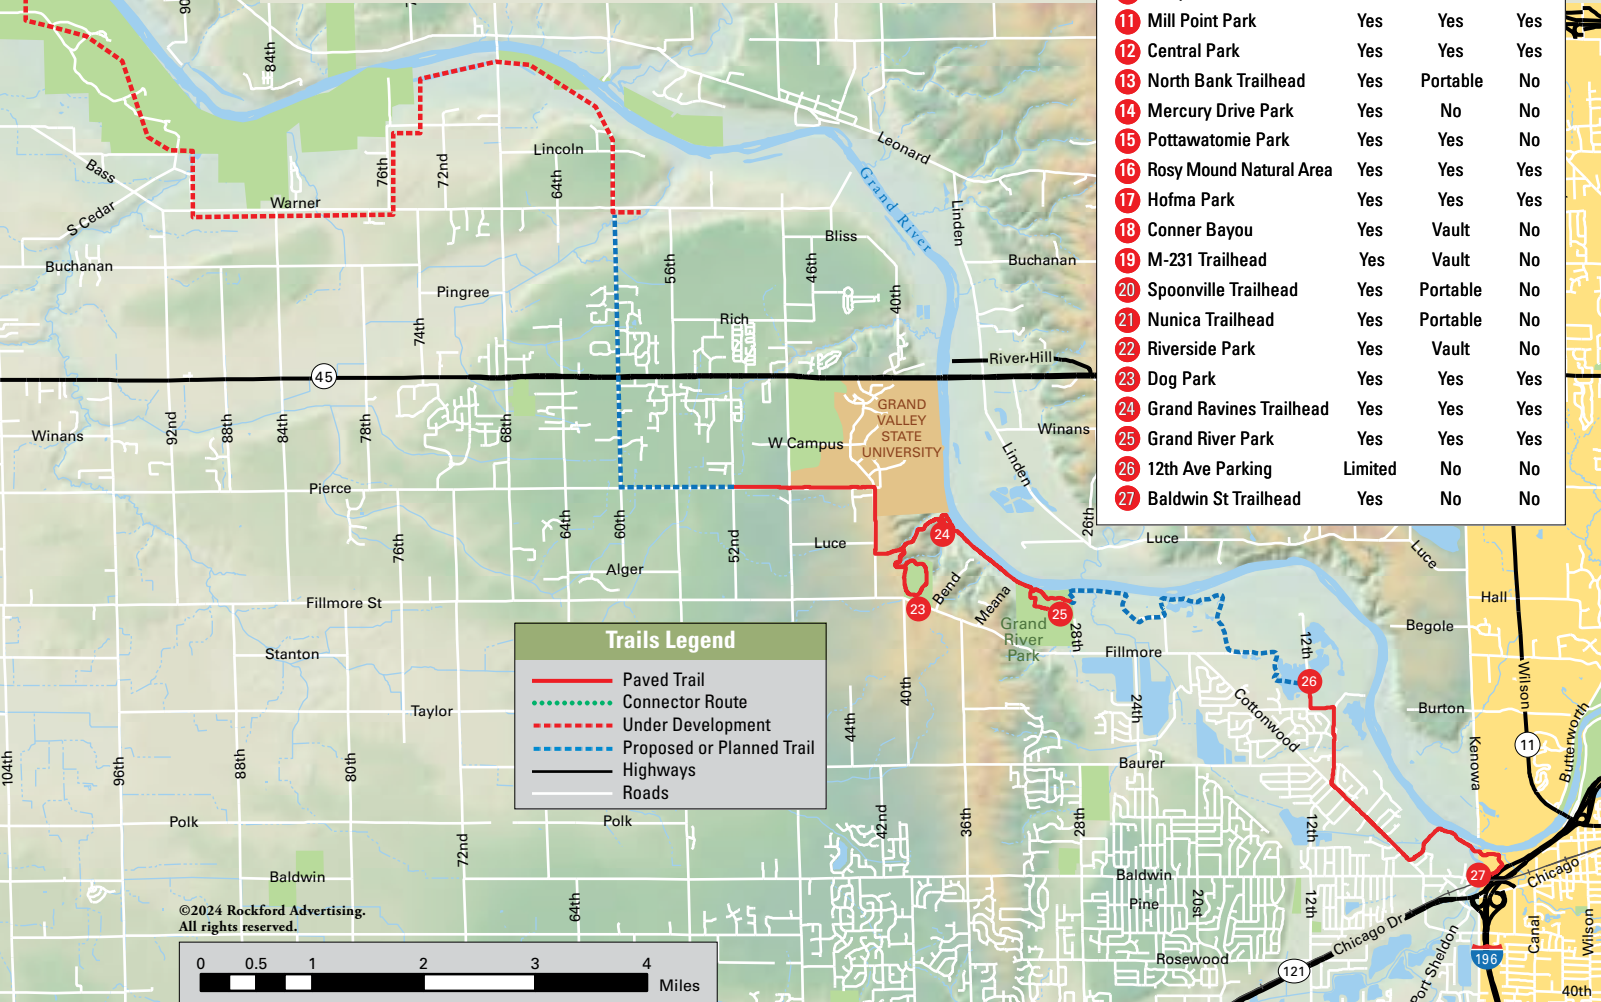 11 Mill Point Park Yes Yes Yes
12 Central Park Yes Yes Yes
13 North Bank Trailhead Yes Portable No
14 Mercury Drive Park Yes No No
15 Pottawatomie Park Yes Yes No
16 Rosy Mound Natural Area Yes Yes Yes
17 Hofma Park Yes Yes Yes
18 Conner Bayou Yes Vault No
19 M-231 Trailhead Yes Vault No
20 Spoonville Trailhead Yes Portable No
21 Nunica Trailhead Yes Portable No
22 Riverside Park Yes Vault No
23 Dog Park Yes Yes Yes
24 Grand Ravines Trailhead Yes Yes Yes
25 Grand River Park Yes Yes Yes
26 12th Ave Parking Limited No No
27 Baldwin St Trailhead Yes No No
90
84th
Leonard
Lincoln
Bass
76th
72nd
64th
Grand River
Warner
S Cedar
Linden
Bliss
Buchanan
56th
46th
Buchanan
Pingree
40th
74th
Rich
River Hill
45
GRAND
VALLEY
STATE
UNIVERSITY
92nd
88th
84th
78th
68th
Winans
W Campus
Winans
Linden
Pierce
26th
64th
60th
52nd
76th
Luce
24
Luce
Luce
Alger
Bend
Meana
Hall
Fillmore St
23
25
Grand
River
Park
28th
Begole
12th
Fillmore
Stanton
Trails Legend
Paved Trail
Connector Route
Under Development
Proposed or Planned Trail
Highways
Roads
26
Wilson
40th
24th
Cottonwood
Burton
Taylor
44th
Butterworth
11
Kenowa
104th
96th
88th
80th
Baurer
Polk
Polk
42nd
36th
28th
12th
72nd
Baldwin
Baldwin
27
Chicago
64th
Pine
20st
12th
Chicago Dr
Canal
Wilson
Port Sheldon
Rosewood
121
196
40th
©2024 Rockford Advertising.
All rights reserved.
0 0.5 1 2 3 4
Miles